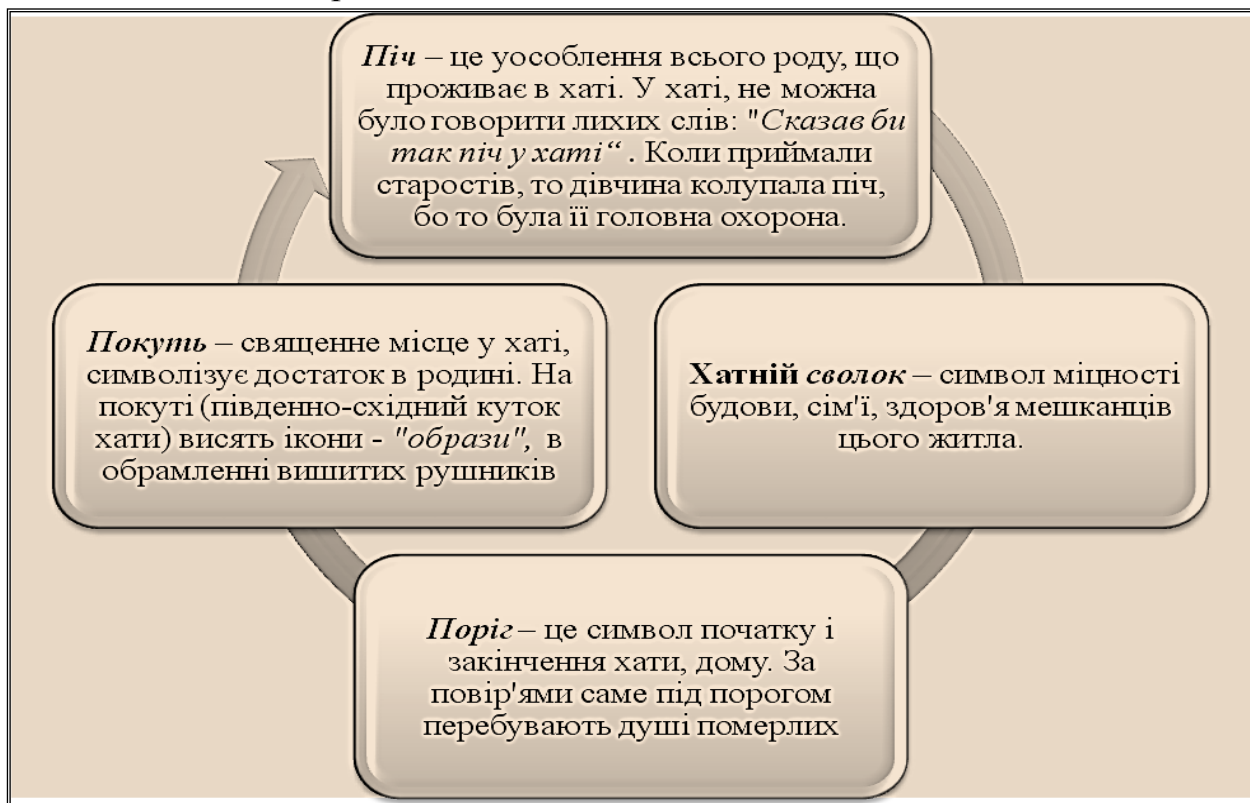 Піч – це уособлення всього роду, що
проживає в хаті. У хаті, не можна
було говорити лихих слів: "Сказав би
так піч у хаті“ . Коли приймали
старостів, то дівчина колупала піч,
бо то була її головна охорона.
Хатній сволок – символ міцності
будови, сім'ї, здоров'я мешканців
цього житла.
Поріг – це символ початку і
закінчення хати, дому. За
повір'ями саме під порогом
перебувають душі померлих
Покуть – священне місце у хаті,
символізує достаток в родині. На
покуті (південно-східний куток
хати) висять ікони - "образи", в
обрамленні вишитих рушників